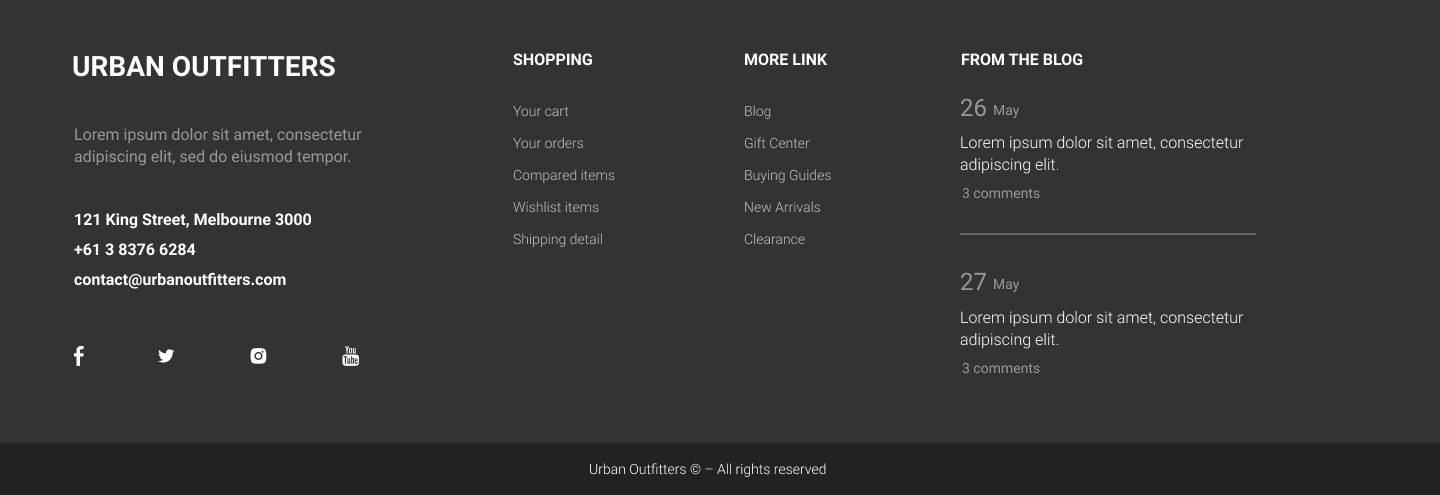 URBAN OUTFITTERS
Lorem ipsum dolor sit amet, consectetur
adipiscing elit, sed do eiusmod tempor.
121 King Street, Melbourne 3000
+61 3 8376 6284
contact@urbanoutfitters.com
You
Tube
SHOPPING
Your cart
Your orders
Compared items
Wishlist items
Shipping detail
MORE LINK
Blog
Gift Center
Buying Guides
New Arrivals
Clearance
FROM THE BLOG
26 May
Lorem ipsum dolor sit amet, consectetur
adipiscing elit.
3 comments
27 May
Lorem ipsum dolor sit amet, consectetur
adipiscing elit.
3 comments
Urban Outfitters © – All rights reserved